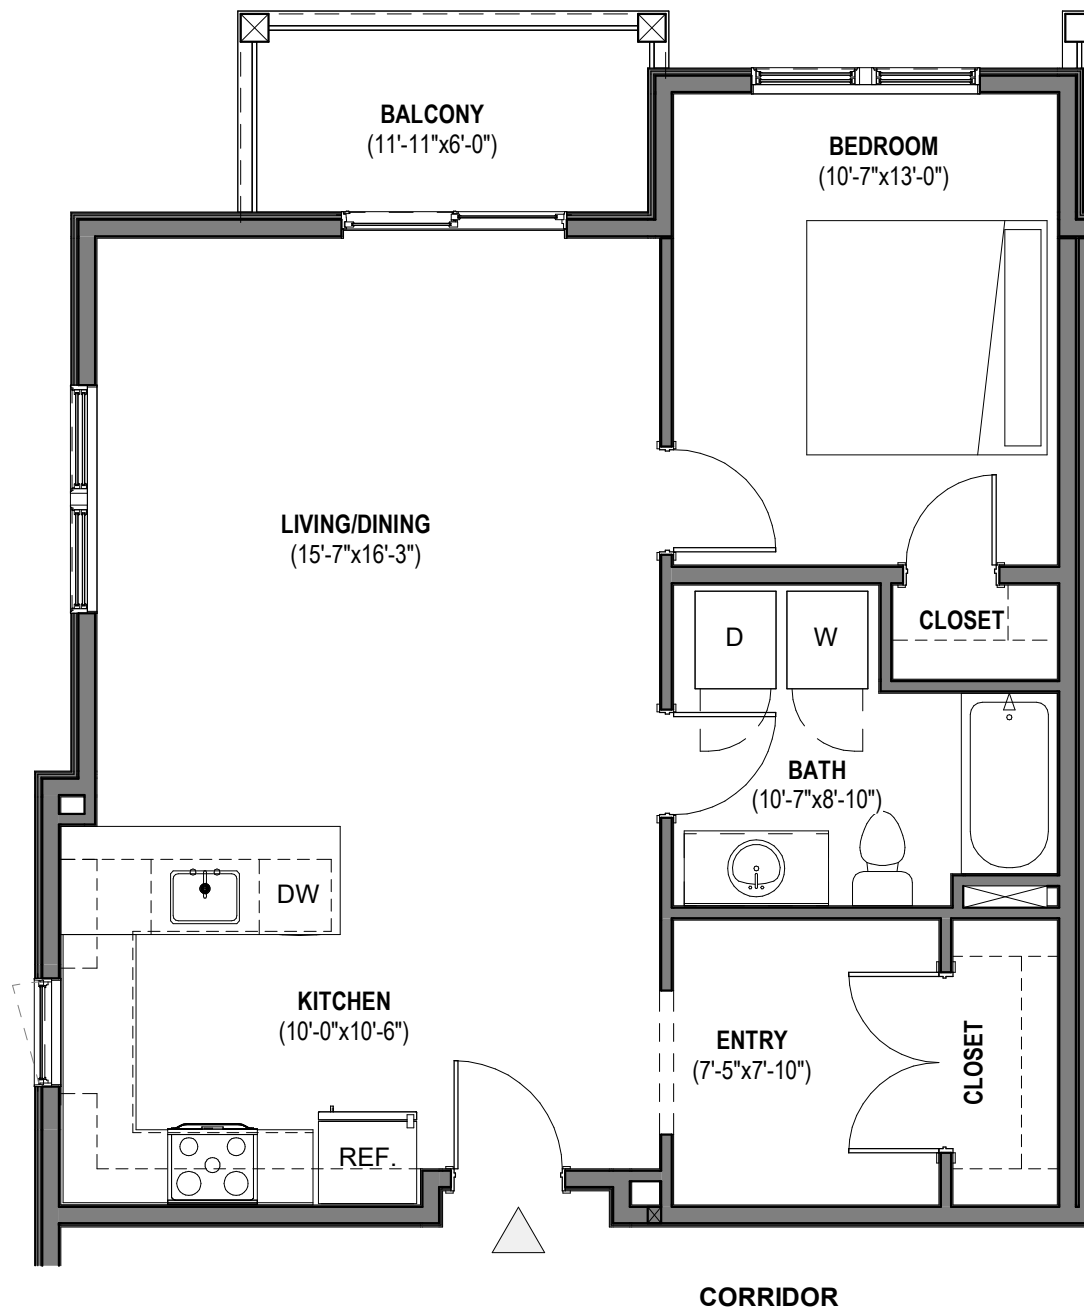 BALCONY
(11'-11"x6'-0")
BEDROOM
(10'-7"x13'-0")
LIVING/DINING
(15'-7"x16'-3")
CLOSET
D
W
BATH
(10'-7"x8'-10")
DW
KITCHEN
(10'-0"x10'-6")
ENTRY
(7'-5"x7'-10")
CLOSET
REF.
CORRIDOR